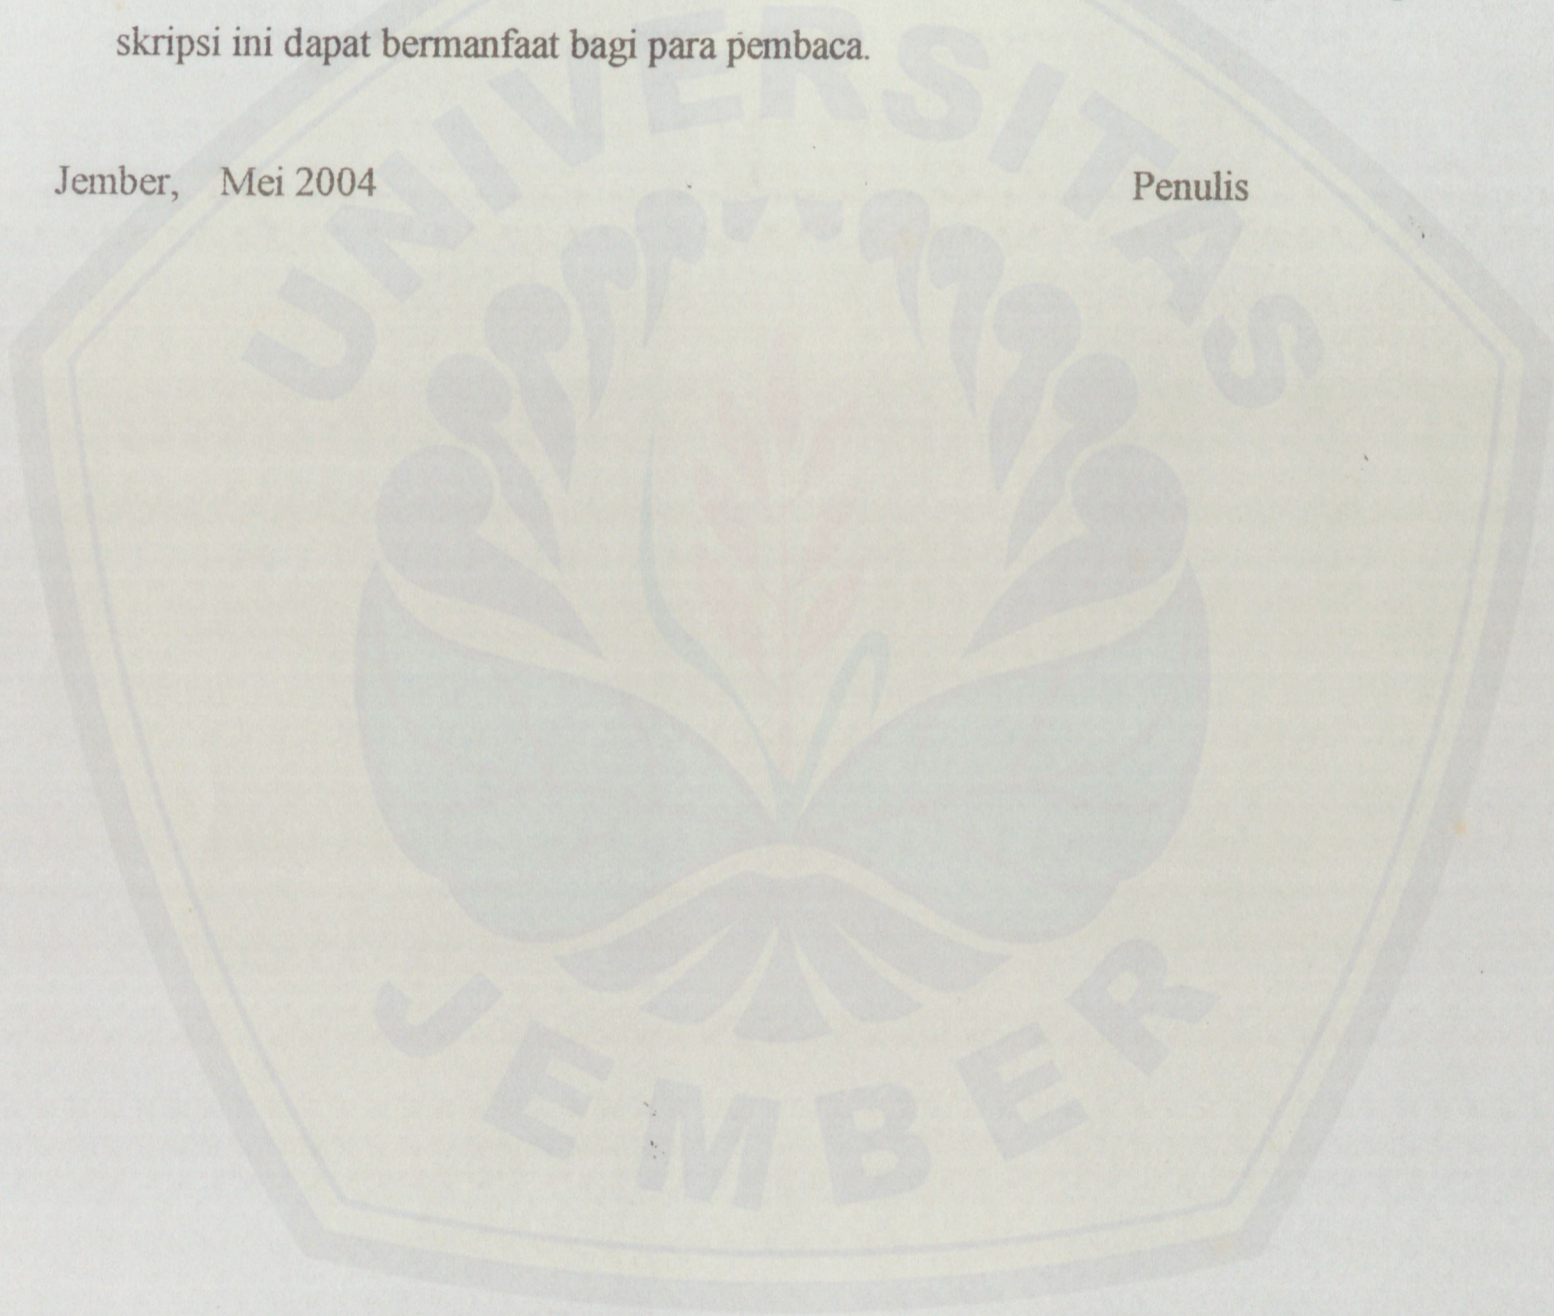 skripsi ini dapat bermanfaat bagi para pembaca.
Jember, Mei 2004 Penulis
UNIVERSITAS
JEMBER